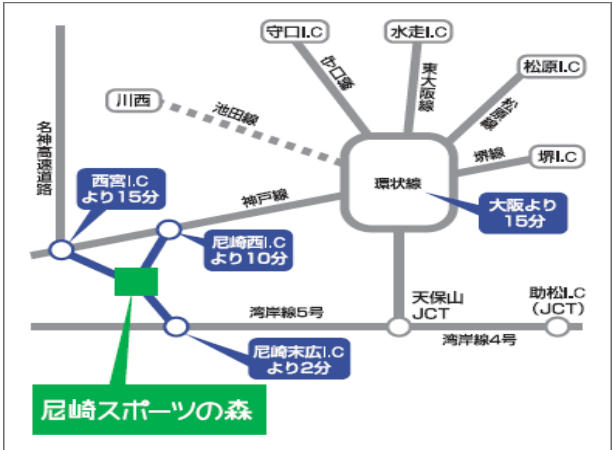 守口I.C
水走I.C
松原I.C
川西
池田線
守口線
東大阪線
松原線
堺線
堺I.C
名神高速道路
西宮I.C
より15分
神戸線
環状線
大阪より
15分
尼崎西I.C
より10分
湾岸線5号
天保山
JCT
助松I.C
(JCT)
湾岸線4号
尼崎末広I.C
より2分
尼崎スポーツの森